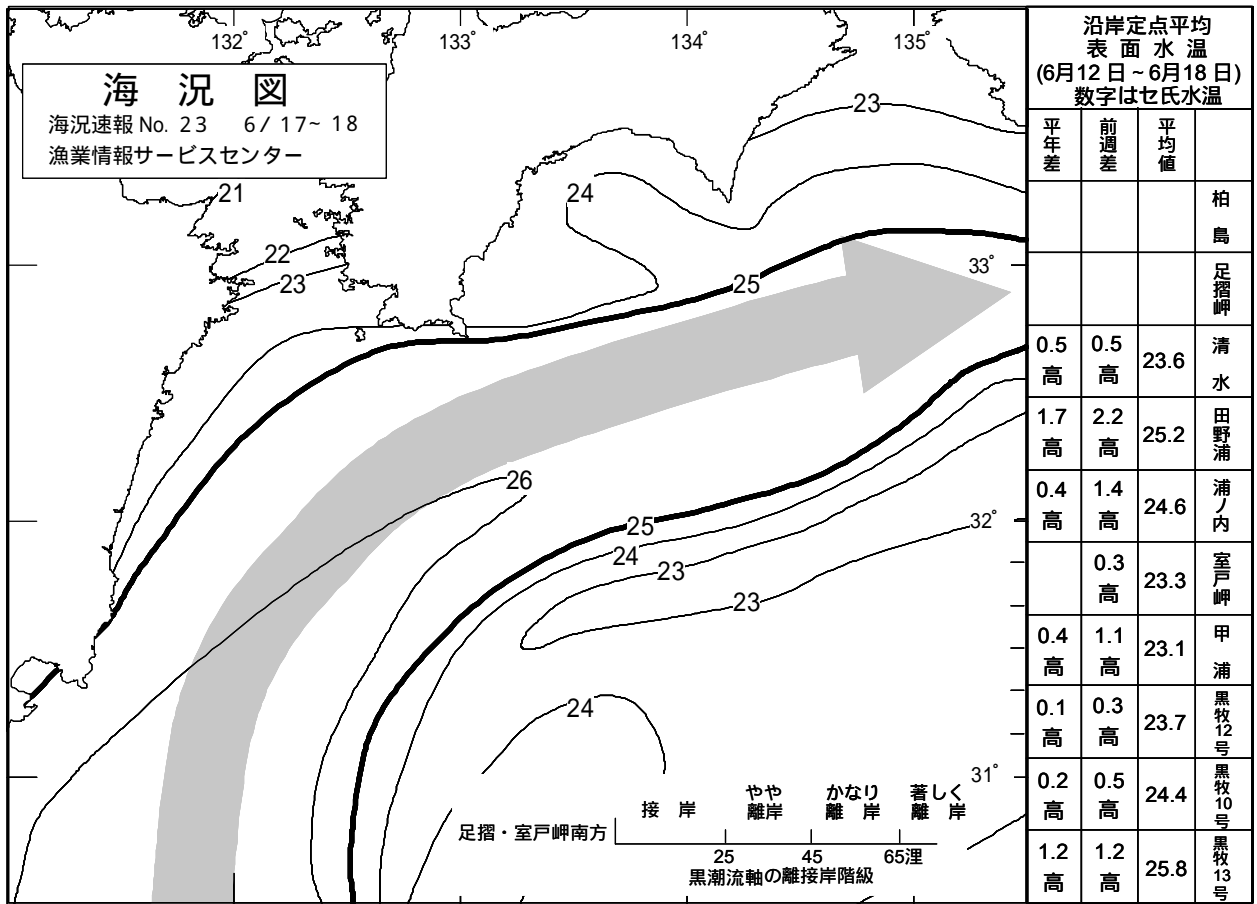 132°
133°
134°
135°
海 況 図
海況速報 No. 23 6/ 17~ 18
漁業情報サービスセンター
23
21
24
22
23
33°
25
26
25
32°
24
23
23
24
31°
接 岸
やや
離岸
かなり
離 岸
著しく
離 岸
足摺・室戸岬南方
25
45
65浬
黒潮流軸の離接岸階級
沿岸定点平均
表 面 水 温
(6月12 日 ~ 6月18 日)
数字はセ氏水温
平年差 前週差 平均値
柏 島
足摺岬
0.5 高 0.5 高 23.6 清 水
1.7 高 2.2 高 25.2 田野浦
0.4 高 1.4 高 24.6 浦ノ内
0.3 高 23.3 室戸岬
0.4 高 1.1 高 23.1 甲 浦
0.1 高 0.3 高 23.7 黒牧12号
0.2 高 0.5 高 24.4 黒牧10号
1.2 高 1.2 高 25.8 黒牧13号